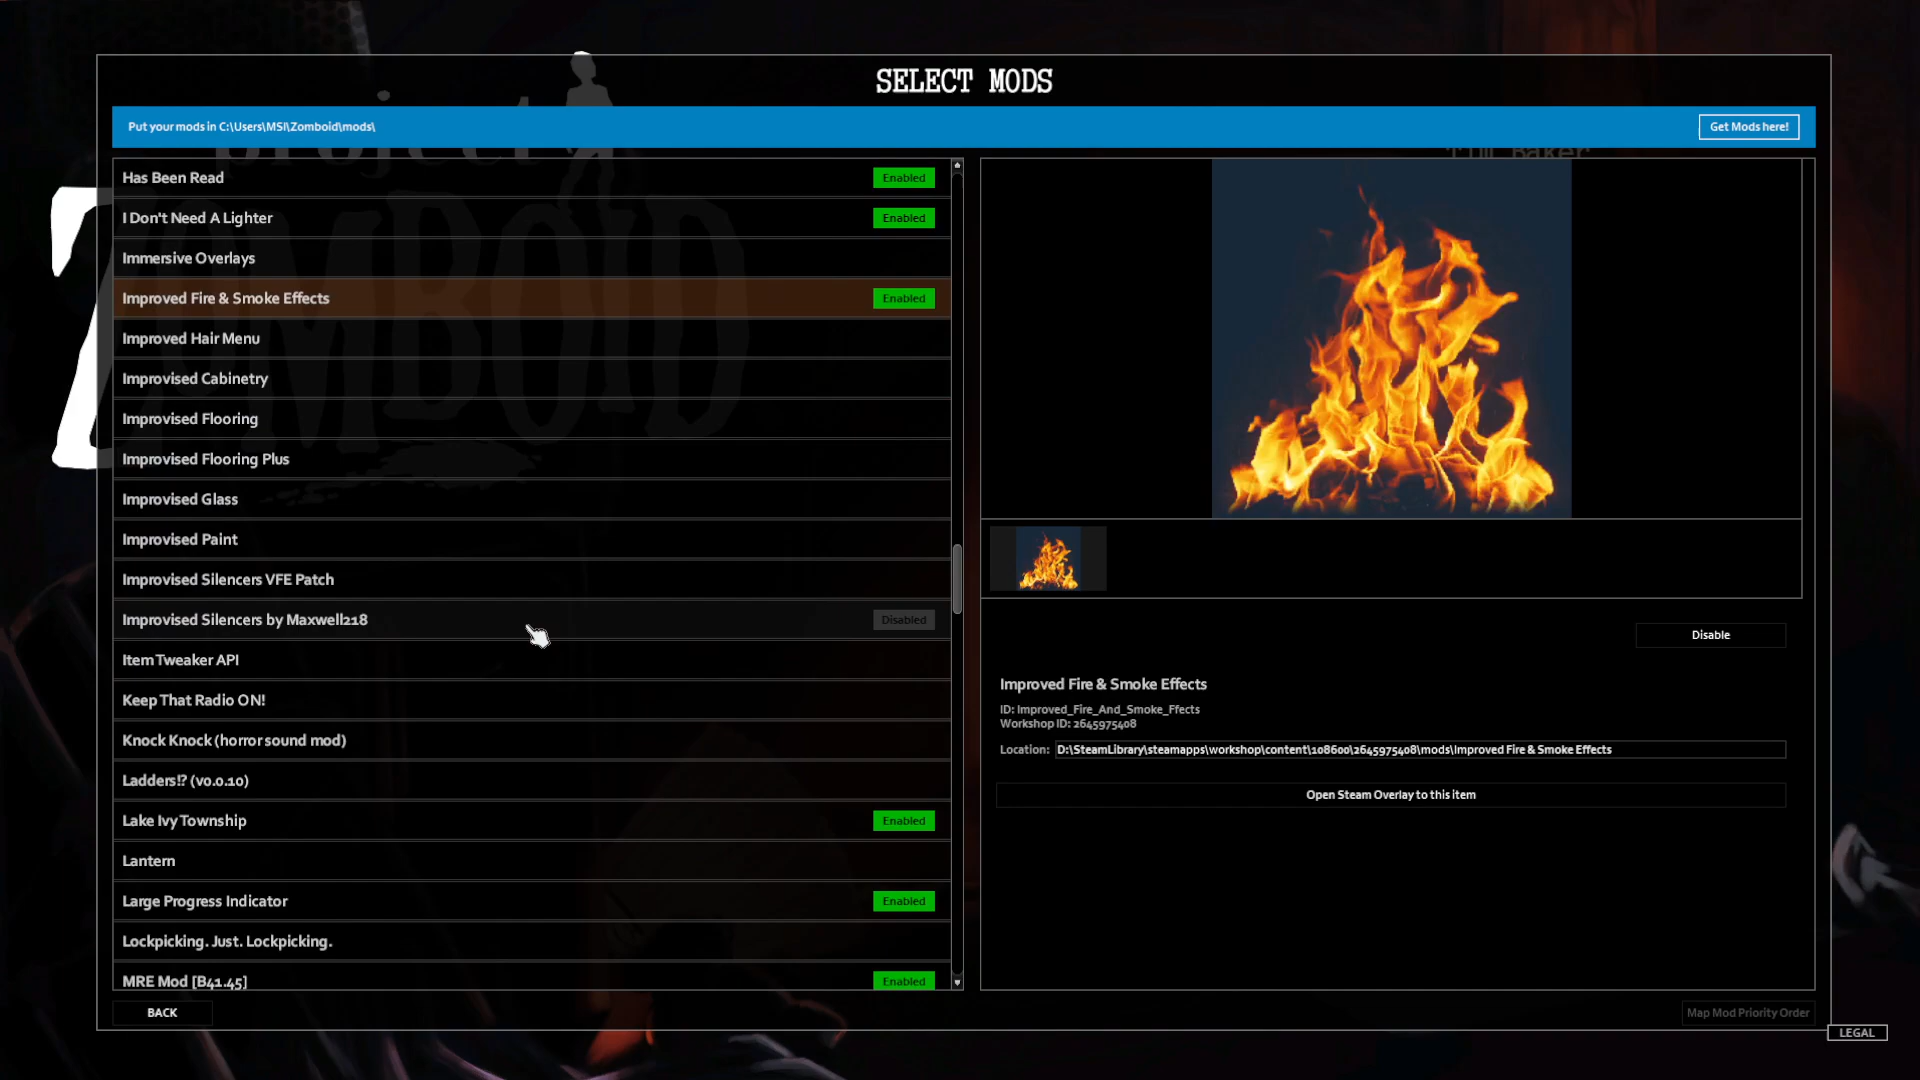 SELECT MODS
Put your mods in C:\Users\MSI\Zomboid\mods\
Get Mods here!
project
ZOMBOID
Tim Baker
Has Been Read
Enabled
I Don't Need A Lighter
Enabled
Immersive Overlays
Improved Fire & Smoke Effects
Enabled
Improved Hair Menu
Improvised Cabinetry
Improvised Flooring
Improvised Flooring Plus
Improvised Glass
Improvised Paint
Improvised Silencers VFE Patch
Improvised Silencers by Maxwell218
Disabled
Item Tweaker API
Keep That Radio ON!
Knock Knock (horror sound mod)
Ladders!? (v0.0.10)
Lake Ivy Township
Enabled
Lantern
Large Progress Indicator
Enabled
Lockpicking. Just. Lockpicking.
MRE Mod [B41.45]
Enabled
Disable
Improved Fire & Smoke Effects
ID: Improved_Fire_And_Smoke_Ffects
Workshop ID: 2645975408
Location: D:\SteamLibrary\steamapps\workshop\content\108600\2645975408\mods\Improved Fire & Smoke Effects
Open Steam Overlay to this item
BACK
Map Mod Priority Order
LEGAL